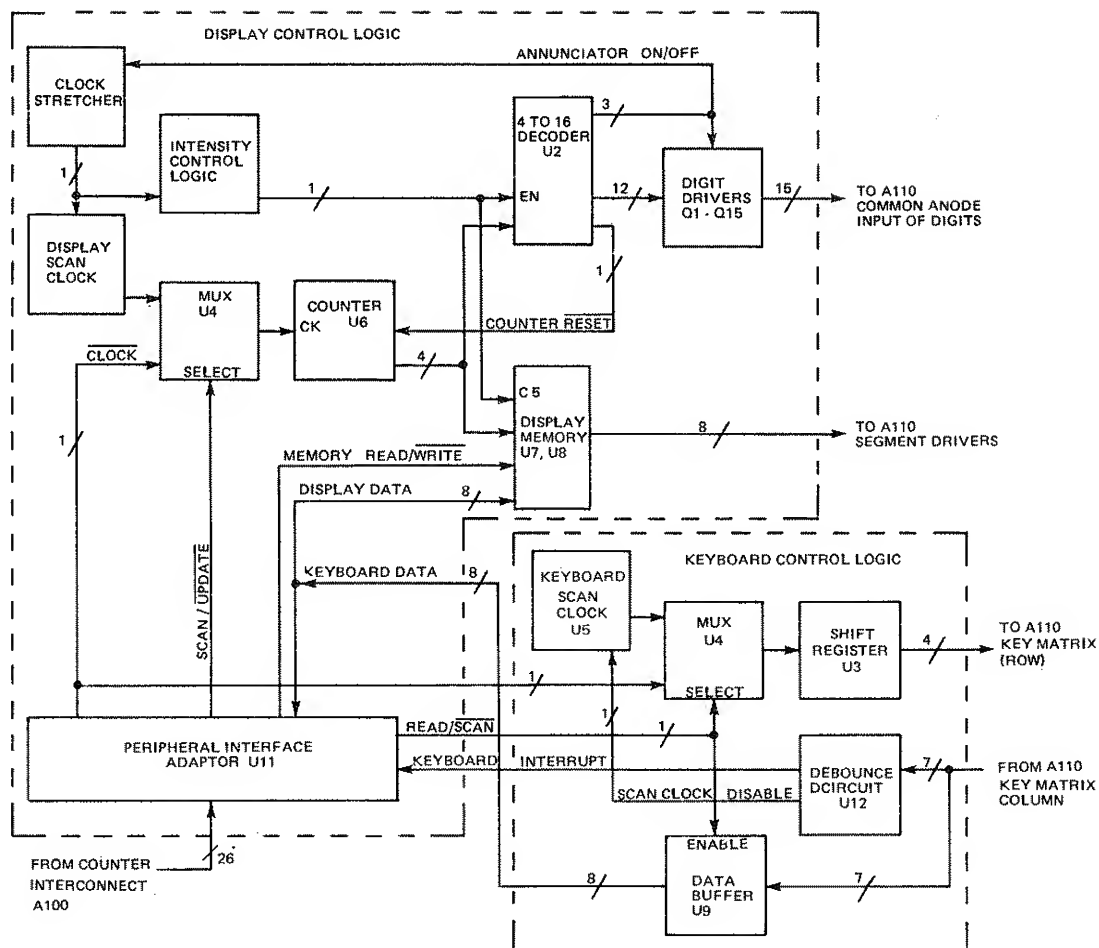 DISPLAY CONTROL LOGIC
ANNUNCIATOR ON/OFF
CLOCK
STRETCHER
1
INTENSITY
CONTROL
LOGIC
1
4 TO 16
DECODER
U2
EN
3
12
1
DIGIT
DRIVERS
Q1 - Q15
15
TO A110
COMMON ANODE
INPUT OF DIGITS
DISPLAY
SCAN
CLOCK
MUX
U4
SELECT
COUNTER
U6
CK
COUNTER RESET
4
CLOCK
1
C5
DISPLAY
MEMORY
U7, U8
8
TO A110
SEGMENT DRIVERS
MEMORY READ/WRITE
DISPLAY DATA
8
SCAN / UPDATE
KEYBOARD DATA
8
KEYBOARD CONTROL LOGIC
KEYBOARD
SCAN
CLOCK
U5
MUX
U4
SELECT
SHIFT
REGISTER
U3
4
TO A110
KEY MATRIX
(ROW)
1
1
READ/SCAN
1
PERIPHERAL INTERFACE
ADAPTOR U11
KEYBOARD INTERRUPT
SCAN CLOCK DISABLE
DEBOUNCE
DCIRCUIT
U12
7
FROM A110
KEY MATRIX
COLUMN
26
FROM COUNTER
INTERCONNECT
A100
ENABLE
DATA
BUFFER
U9
8
7